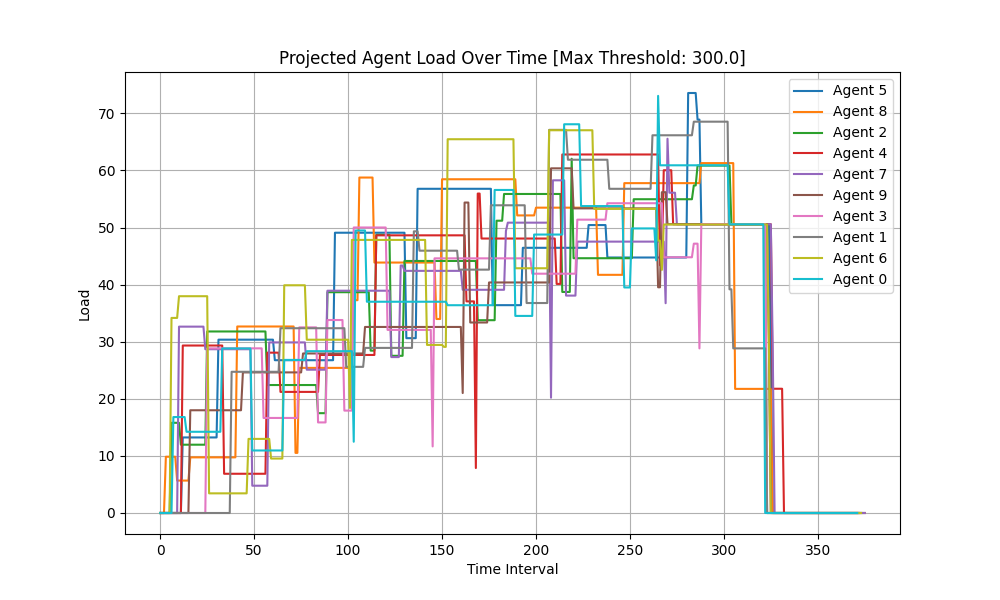 Projected Agent Load Over Time [Max Threshold: 300.0]
Load
70
60
50
40
30
20
10
0
0 50 100 150 200 250 300 350
Time Interval
Agent 5
Agent 8
Agent 2
Agent 4
Agent 7
Agent 9
Agent 3
Agent 1
Agent 6
Agent 0